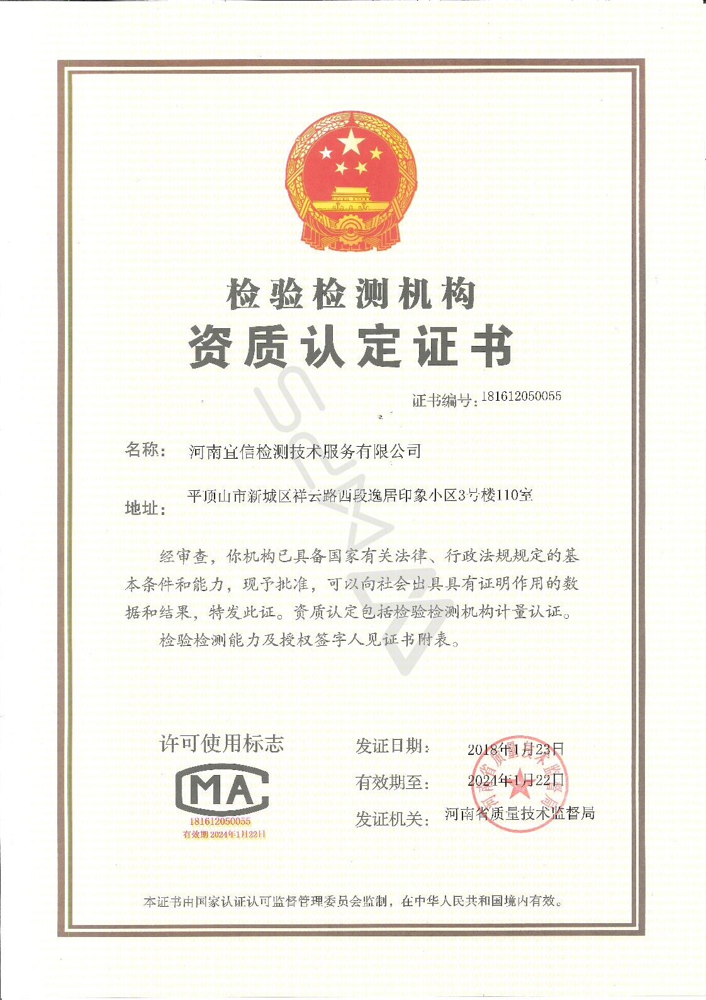 检验检测机构
资质认定证书
证书编号：181612050055
名称： 河南宜信检测技术服务有限公司
地址： 平顶山市新城区祥云路西段逸居印象小区3号楼110室
经审查，你机构已具备国家有关法律、行政法规规定的基
本条件和能力，现予批准，可以向社会出具具有证明作用的数
据和结果，特发此证。资质认定包括检验检测机构计量认证。
检验检测能力及授权签字人见证书附表。
许可使用标志
MA
181612050055
有效期2024年1月22日
发证日期： 2018年1月23日
有效期至： 2024年1月22日
发证机关： 河南省质量技术监督局
河南省质量技术监督局
本证书由国家认证认可监督管理委员会监制，在中华人民共和国境内有效。